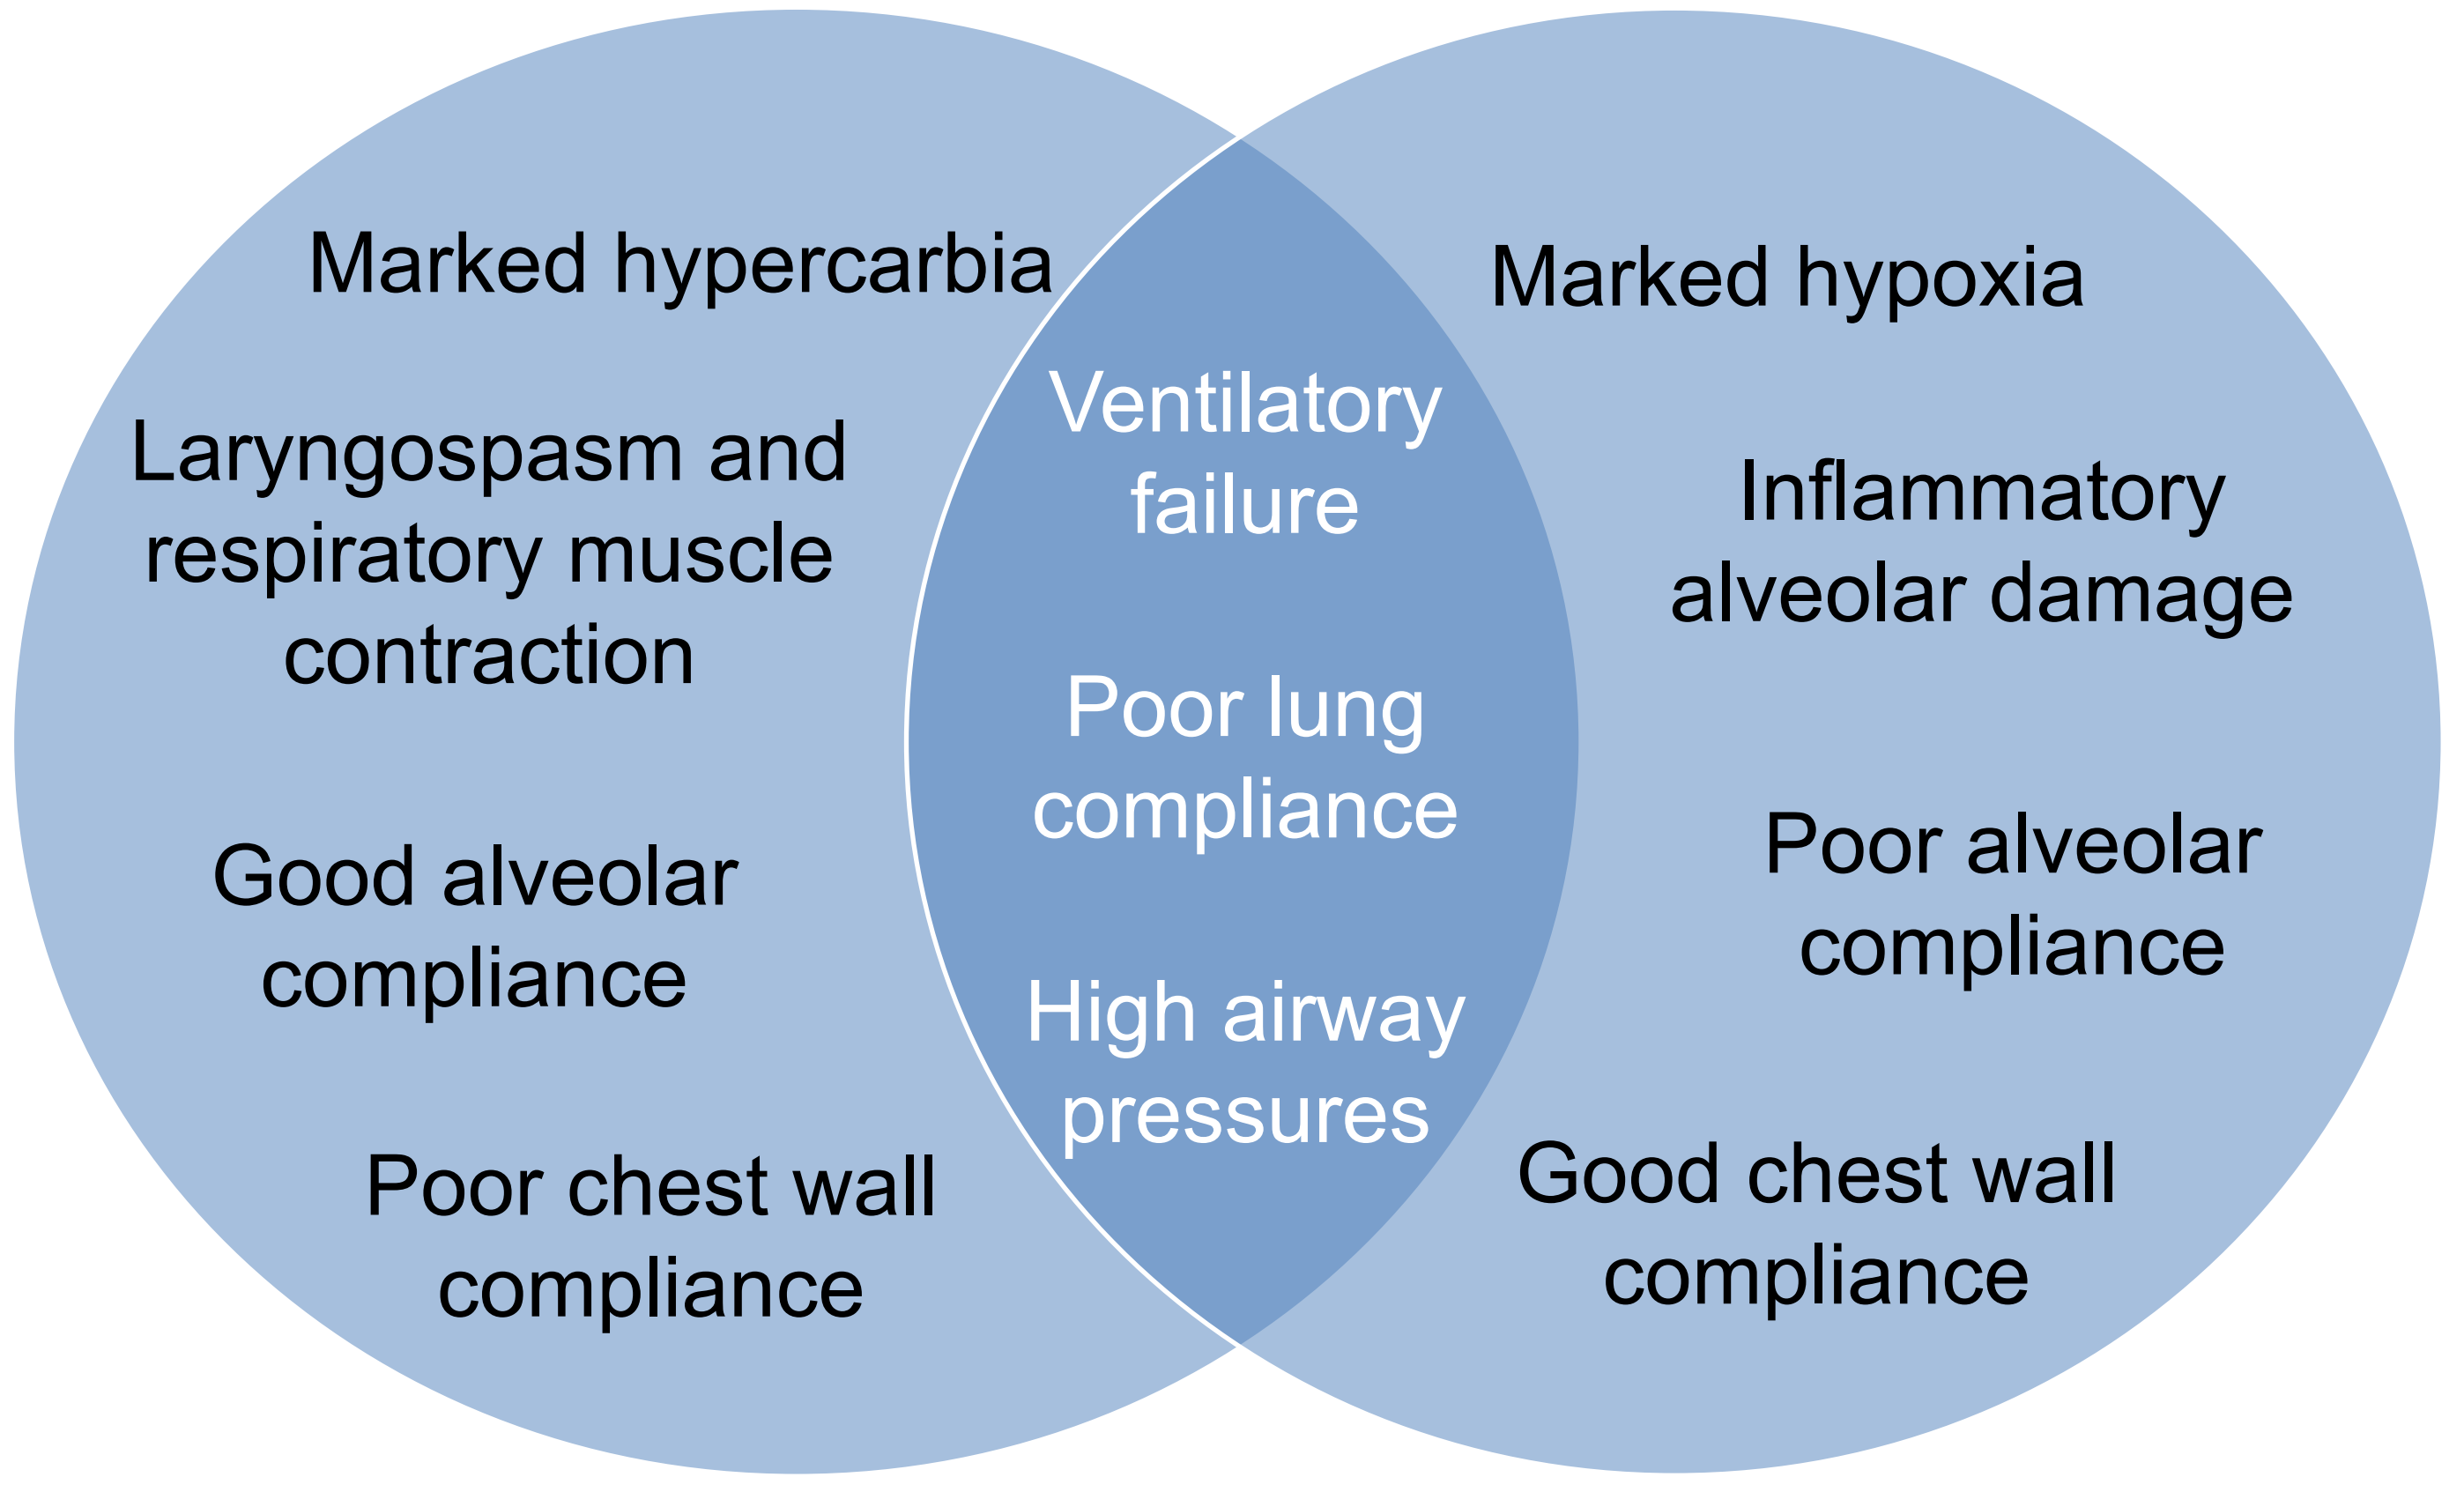 Marked hypercarbia
Laryngospasm and
respiratory muscle
contraction
Good alveolar
compliance
Poor chest wall
compliance
Ventilatory
failure
Poor lung
compliance
High airway
pressures
Marked hypoxia
Inflammatory
alveolar damage
Poor alveolar
compliance
Good chest wall
compliance